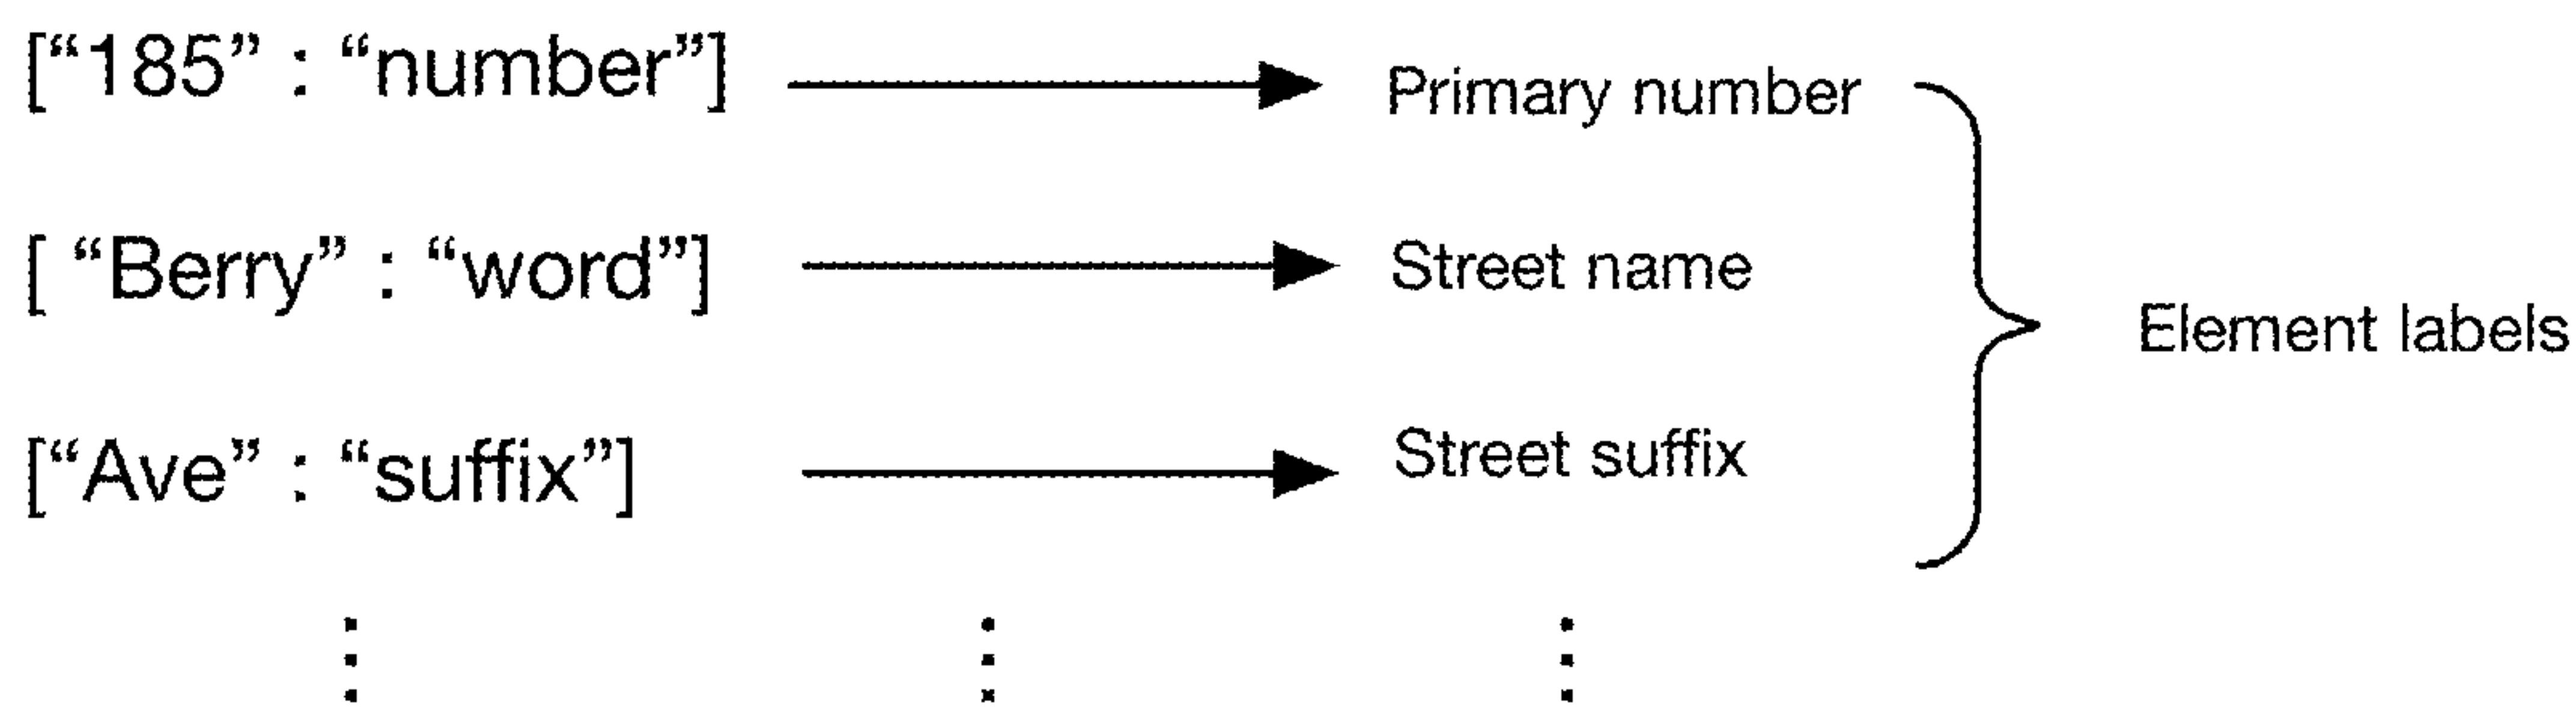 [“185” : “number”] Primary number
[ “Berry” : “word”] Street name
Element labels
[“Ave” : “suffix”] Street suffix